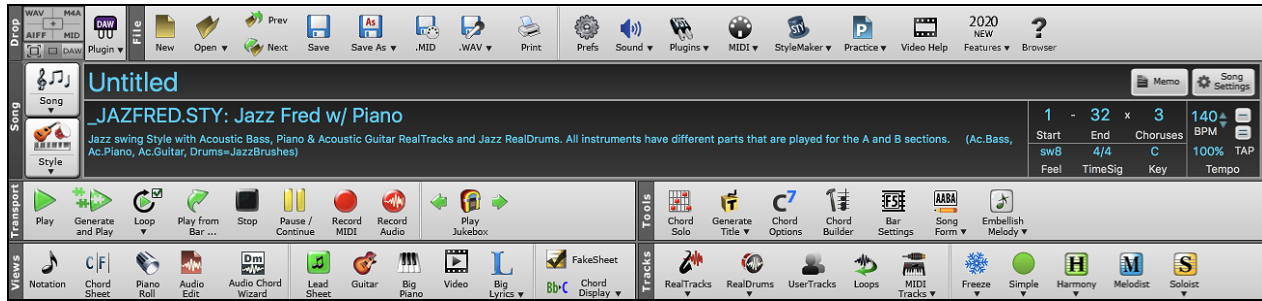 Drop
WAV M4A
AIFF MID
DAW
DAW
Plugin
File
New
Open
Prev
Next
Save
As
Save As
.MID
.WAV
Print
Prefs
Sound
Plugins
MIDI
STY
StyleMaker
P
Practice
Video Help
2020
NEW
Features
?
Browser
Song
Song
Style
Untitled
Memo
Song
Settings
_JAZFRED.STY: Jazz Fred w/ Piano
Jazz swing Style with Acoustic Bass, Piano & Acoustic Guitar RealTracks and Jazz RealDrums. All instruments have different parts that are played for the A and B sections. (Ac.Bass,
Ac.Piano, Ac.Guitar, Drums=JazzBrushes)
1 - 32 x 3
Start End Choruses
sw8 4/4 C
Feel TimeSig Key
140
BPM
100% TAP
Tempo
Transport
Play
Generate
and Play
Loop
Play from
Bar ...
Stop
Pause /
Continue
Record
MIDI
Record
Audio
Play
Jukebox
Tools
Chord
Solo
T
Generate
Title
C7
Chord
Options
Chord
Builder
Bar
Settings
AABA
Song
Form
Embellish
Melody
Views
Notation
C|F|
Chord
Sheet
Piano
Roll
Audio
Edit
Dm
Audio Chord
Wizard
Lead
Sheet
Guitar
Big
Piano
Video
L
Big
Lyrics
FakeSheet
Bb▸C
Chord
Display
Tracks
RealTracks
RealDrums
UserTracks
Loops
MIDI
Tracks
Freeze
Simple
H
Harmony
M
Melodist
S
Soloist